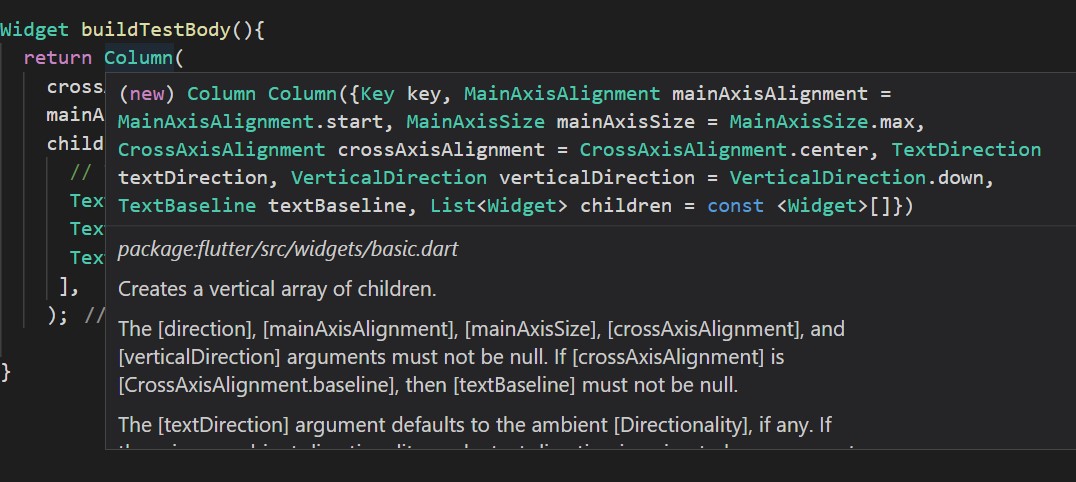 Widget buildTestBody(){
return Column(
cross
(new) Column Column({Key key, MainAxisAlignment mainAxisAlignment =
mainA
MainAxisAlignment.start, MainAxisSize mainAxisSize = MainAxisSize.max,
child
CrossAxisAlignment crossAxisAlignment = CrossAxisAlignment.center, TextDirection
//
textDirection, VerticalDirection verticalDirection = VerticalDirection.down,
Tex
TextBaseline textBaseline, List<Widget> children = const <Widget>[]})
Tex
package:flutter/src/widgets/basic.dart
Tex
],
Creates a vertical array of children.
); //
The [direction], [mainAxisAlignment], [mainAxisSize], [crossAxisAlignment], and
[verticalDirection] arguments must not be null. If [crossAxisAlignment] is
}
[CrossAxisAlignment.baseline], then [textBaseline] must not be null.
The [textDirection] argument defaults to the ambient [Directionality], if any. If